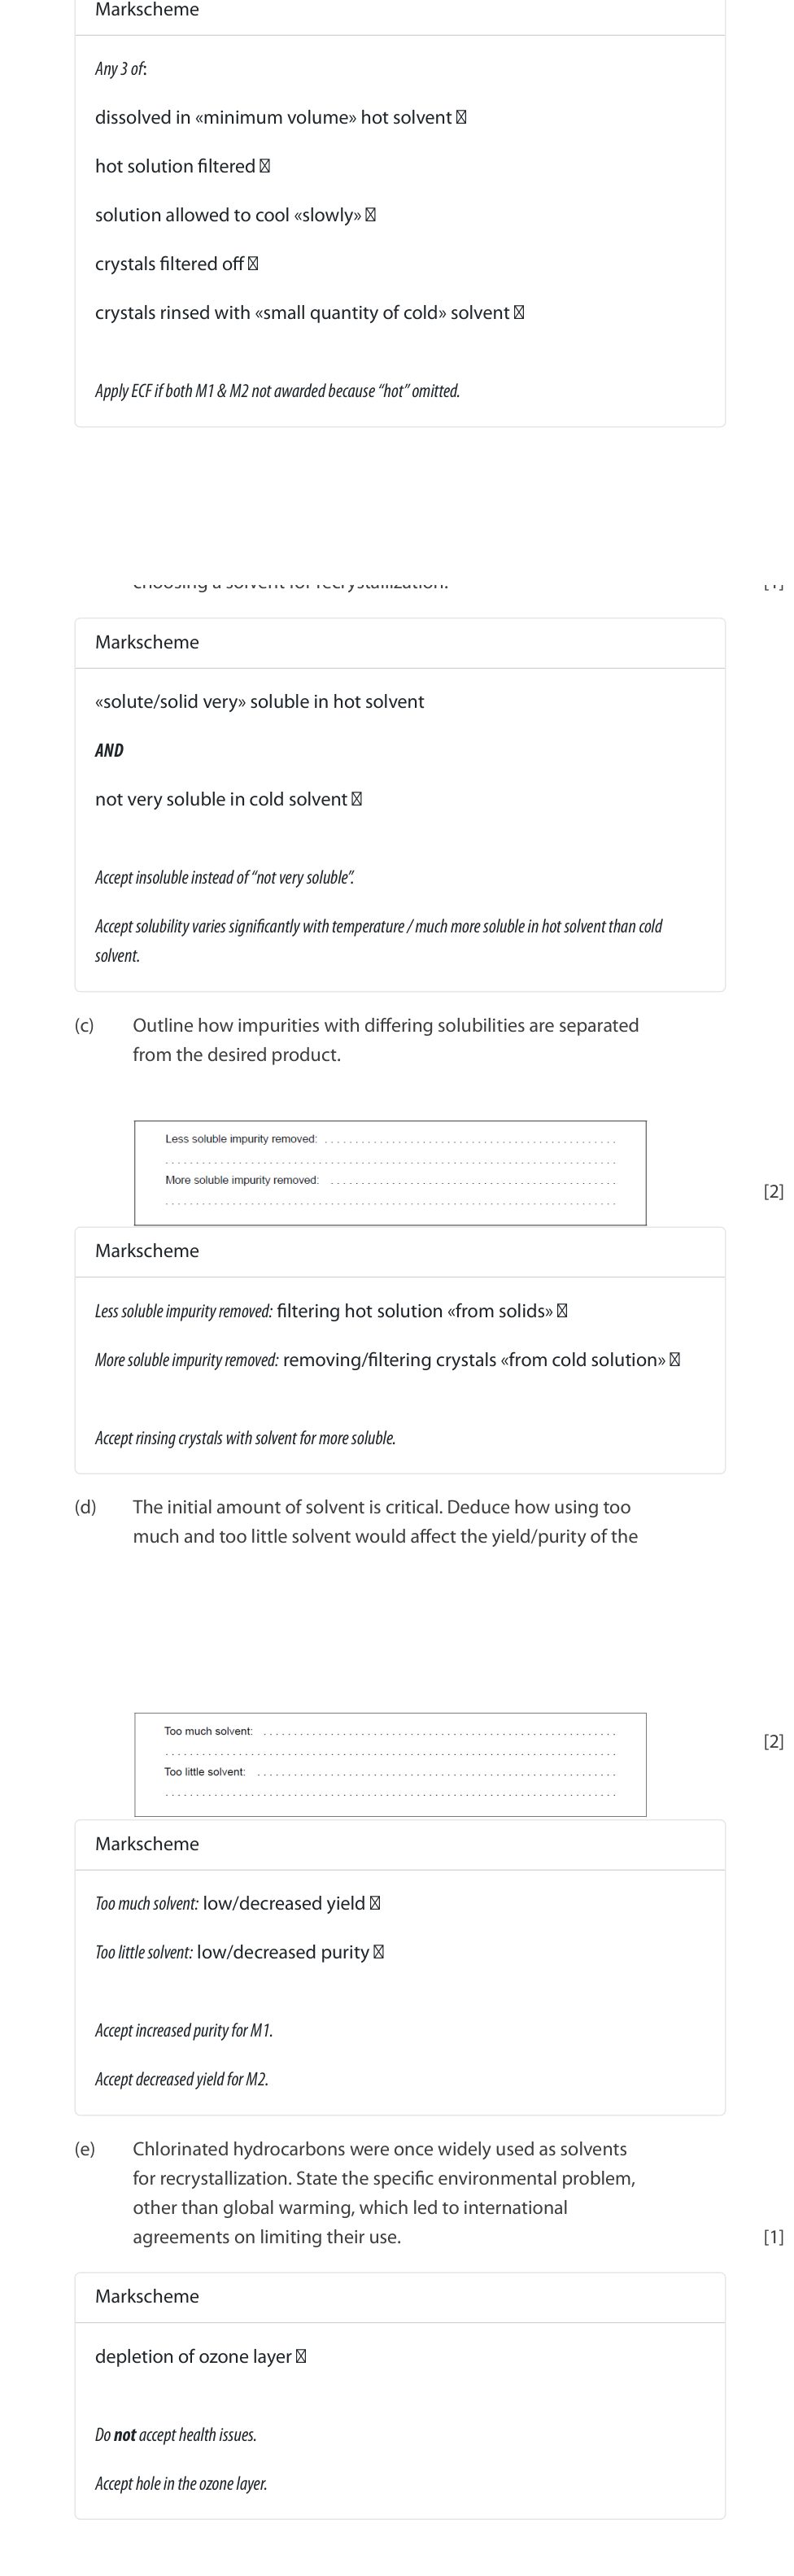 Markscheme
Any 3 of:
dissolved in «minimum volume» hot solvent
hot solution filtered
solution allowed to cool «slowly»
crystals filtered off
crystals rinsed with «small quantity of cold» solvent
Apply ECF if both M1 & M2 not awarded because “hot” omitted.
choosing a solvent for recrystallization. [1]
Markscheme
«solute/solid very» soluble in hot solvent
AND
not very soluble in cold solvent
Accept insoluble instead of “not very soluble”.
Accept solubility varies significantly with temperature / much more soluble in hot solvent than cold
solvent.
(c) Outline how impurities with differing solubilities are separated
from the desired product.
Less soluble impurity removed:
More soluble impurity removed:
[2]
Markscheme
Less soluble impurity removed: filtering hot solution «from solids»
More soluble impurity removed: removing/filtering crystals «from cold solution»
Accept rinsing crystals with solvent for more soluble.
(d) The initial amount of solvent is critical. Deduce how using too
much and too little solvent would affect the yield/purity of the
Too much solvent:
[2]
Too little solvent:
Markscheme
Too much solvent: low/decreased yield
Too little solvent: low/decreased purity
Accept increased purity for M1.
Accept decreased yield for M2.
(e) Chlorinated hydrocarbons were once widely used as solvents
for recrystallization. State the specific environmental problem,
other than global warming, which led to international
agreements on limiting their use. [1]
Markscheme
depletion of ozone layer
Do not accept health issues.
Accept hole in the ozone layer.